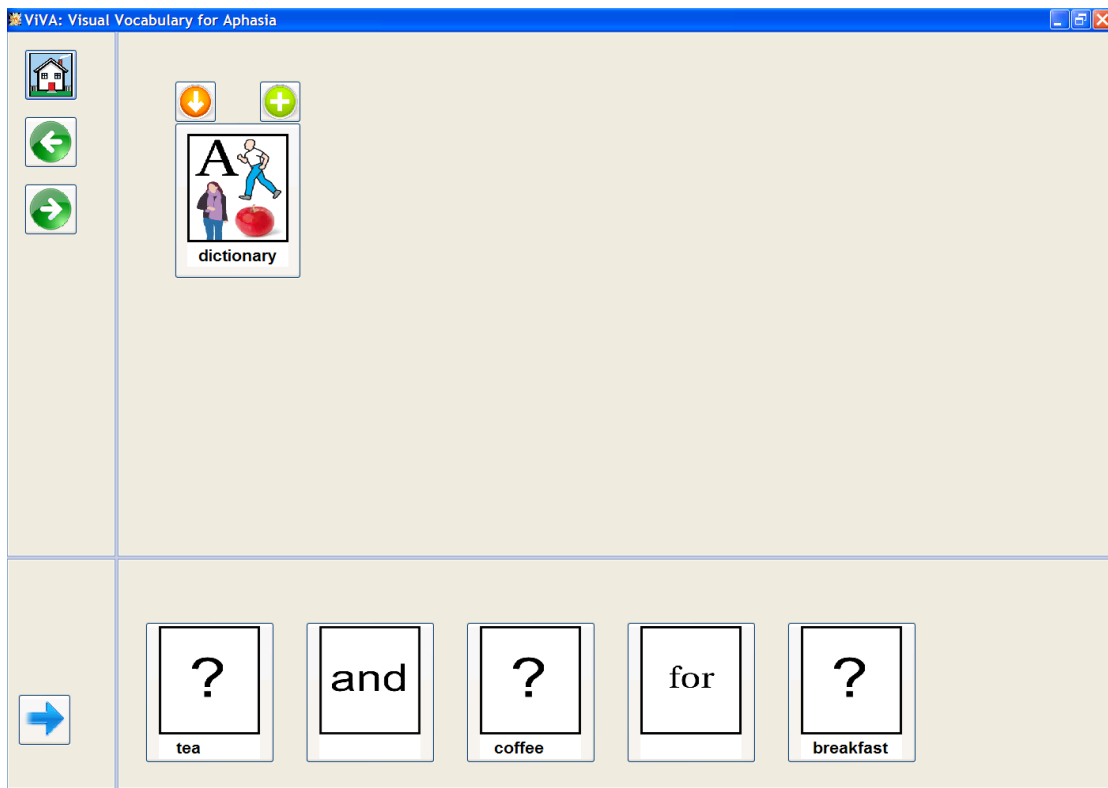 ViVA: Visual Vocabulary for Aphasia
A
dictionary
? and ? for ?
tea coffee breakfast